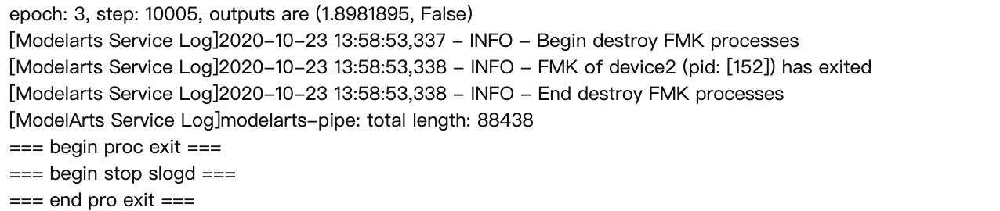 epoch: 3, step: 10005, outputs are (1.8981895, False)
[Modelarts Service Log]2020-10-23 13:58:53,337 - INFO - Begin destroy FMK processes
[Modelarts Service Log]2020-10-23 13:58:53,338 - INFO - FMK of device2 (pid: [152]) has exited
[Modelarts Service Log]2020-10-23 13:58:53,338 - INFO - End destroy FMK processes
[ModelArts Service Log]modelarts-pipe: total length: 88438
=== begin proc exit ===
=== begin stop slogd ===
=== end pro exit ===